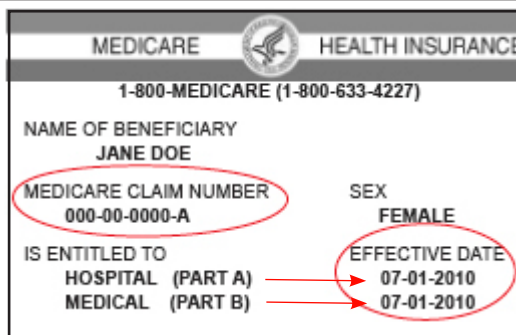 MEDICARE HEALTH INSURANCE
1-800-MEDICARE (1-800-633-4227)
NAME OF BENEFICIARY
JANE DOE
MEDICARE CLAIM NUMBER SEX
000-00-0000-A FEMALE
IS ENTITLED TO EFFECTIVE DATE
HOSPITAL (PART A) 07-01-2010
MEDICAL (PART B) 07-01-2010